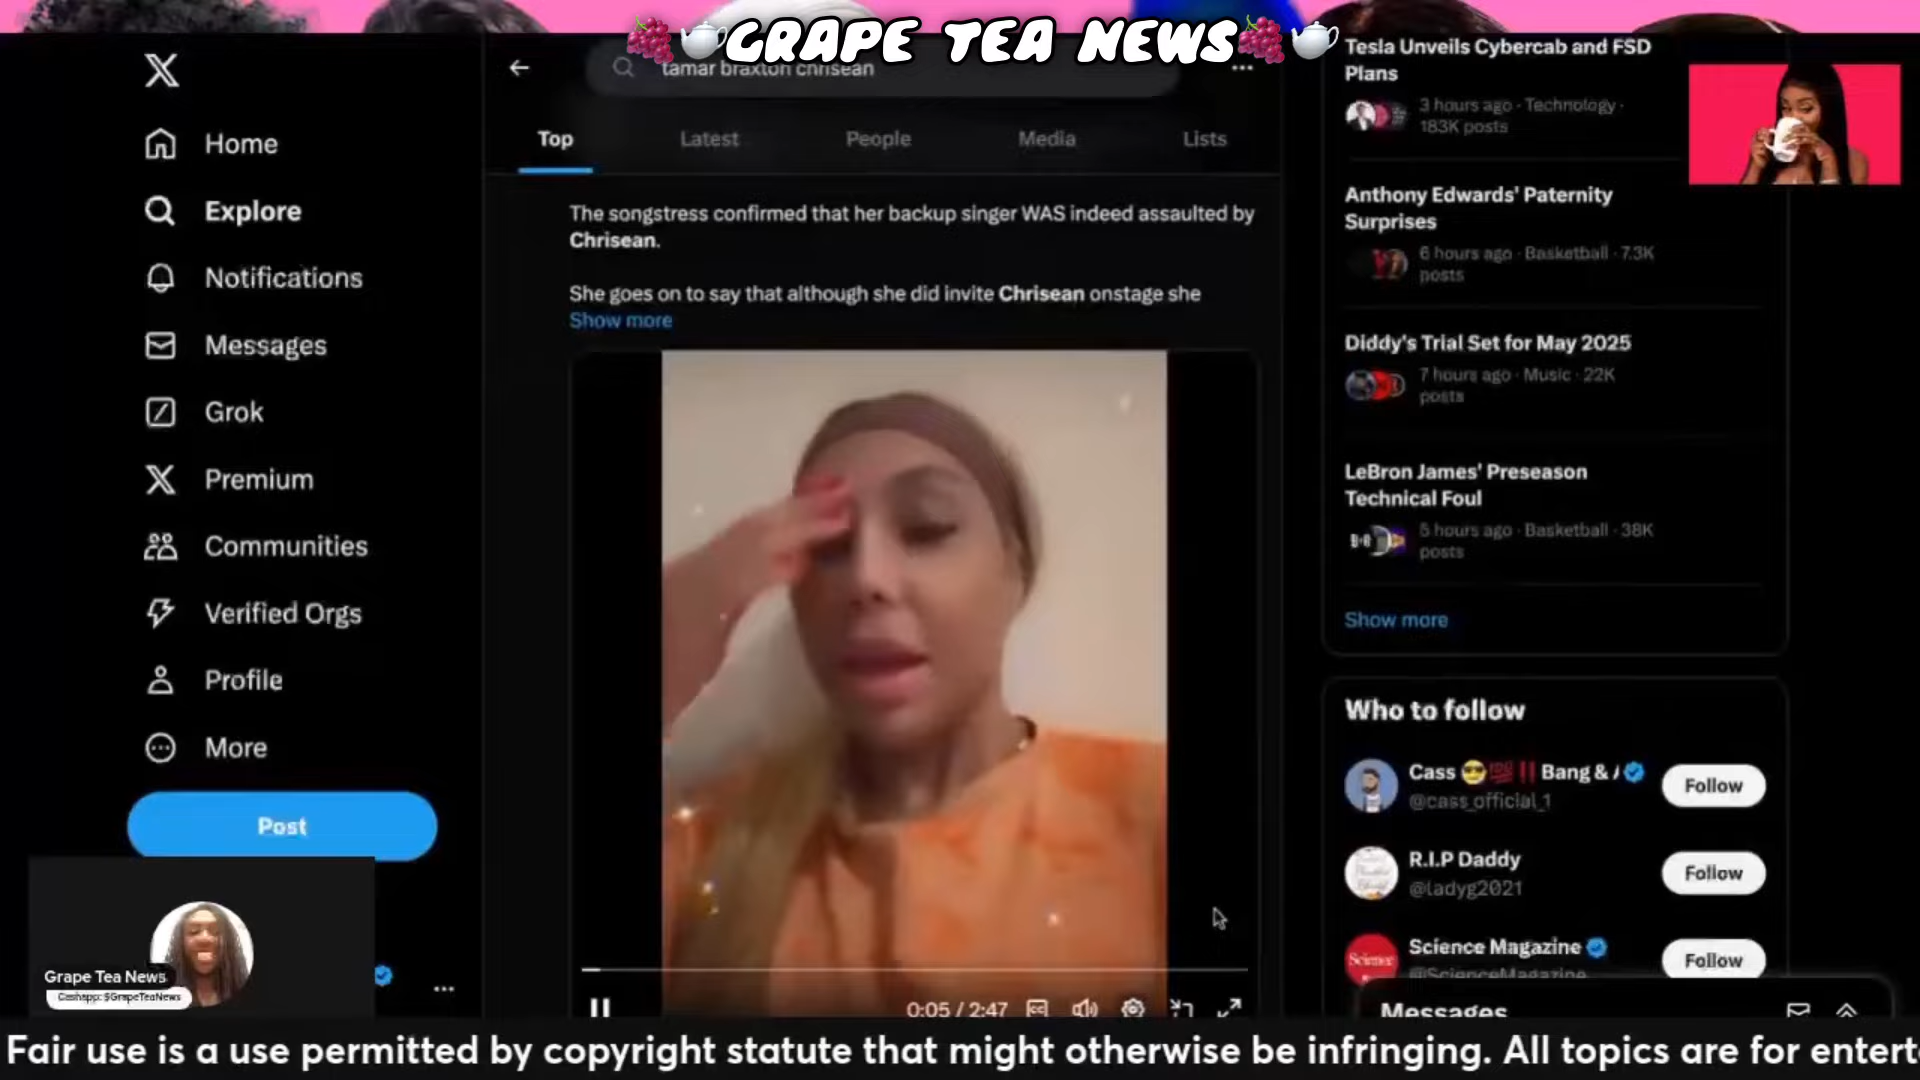 GRAPE TEA NEWS
tamar braxton chrisean
Home
Explore
Notifications
Messages
Grok
Premium
Communities
Verified Orgs
Profile
More
Post
Grape Tea News
Cashapp: $GrapeTeaNews
Top
Latest
People
Media
Lists
The songstress confirmed that her backup singer WAS indeed assaulted by
Chrisean.
She goes on to say that although she did invite Chrisean onstage she
Show more
0:05 / 2:47
Tesla Unveils Cybercab and FSD
Plans
3 hours ago · Technology ·
183K posts
Anthony Edwards' Paternity
Surprises
6 hours ago · Basketball · 7.3K
posts
Diddy's Trial Set for May 2025
7 hours ago · Music · 22K
posts
LeBron James' Preseason
Technical Foul
5 hours ago · Basketball · 38K
posts
Show more
Who to follow
Cass 😎💯‼️ Bang &
@cass_official_1
Follow
R.I.P Daddy
@ladyg2021
Follow
Science Magazine
@ScienceMagazine
Follow
Science
Messages
Fair use is a use permitted by copyright statute that might otherwise be infringing. All topics are for entert